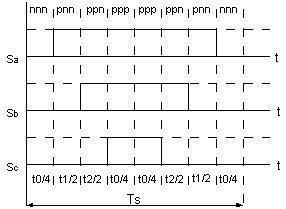 nnn pnn ppn ppp ppp ppn pnn nnn
Sa t
Sb t
Sc t
t0/4 t1/2 t2/2 t0/4 t0/4 t2/2 t1/2 t0/4
Ts